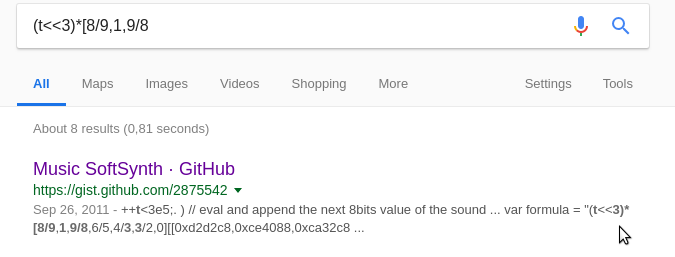 (t<<3)*[8/9,1,9/8
All Maps Images Videos Shopping More Settings Tools
About 8 results (0,81 seconds)
Music SoftSynth · GitHub
https://gist.github.com/2875542
Sep 26, 2011 - ++t<3e5;. ) // eval and append the next 8bits value of the sound ... var formula = "(t<<3)*
[8/9,1,9/8,6/5,4/3,3/2,0][[0xd2d2c8,0xce4088,0xca32c8 ...